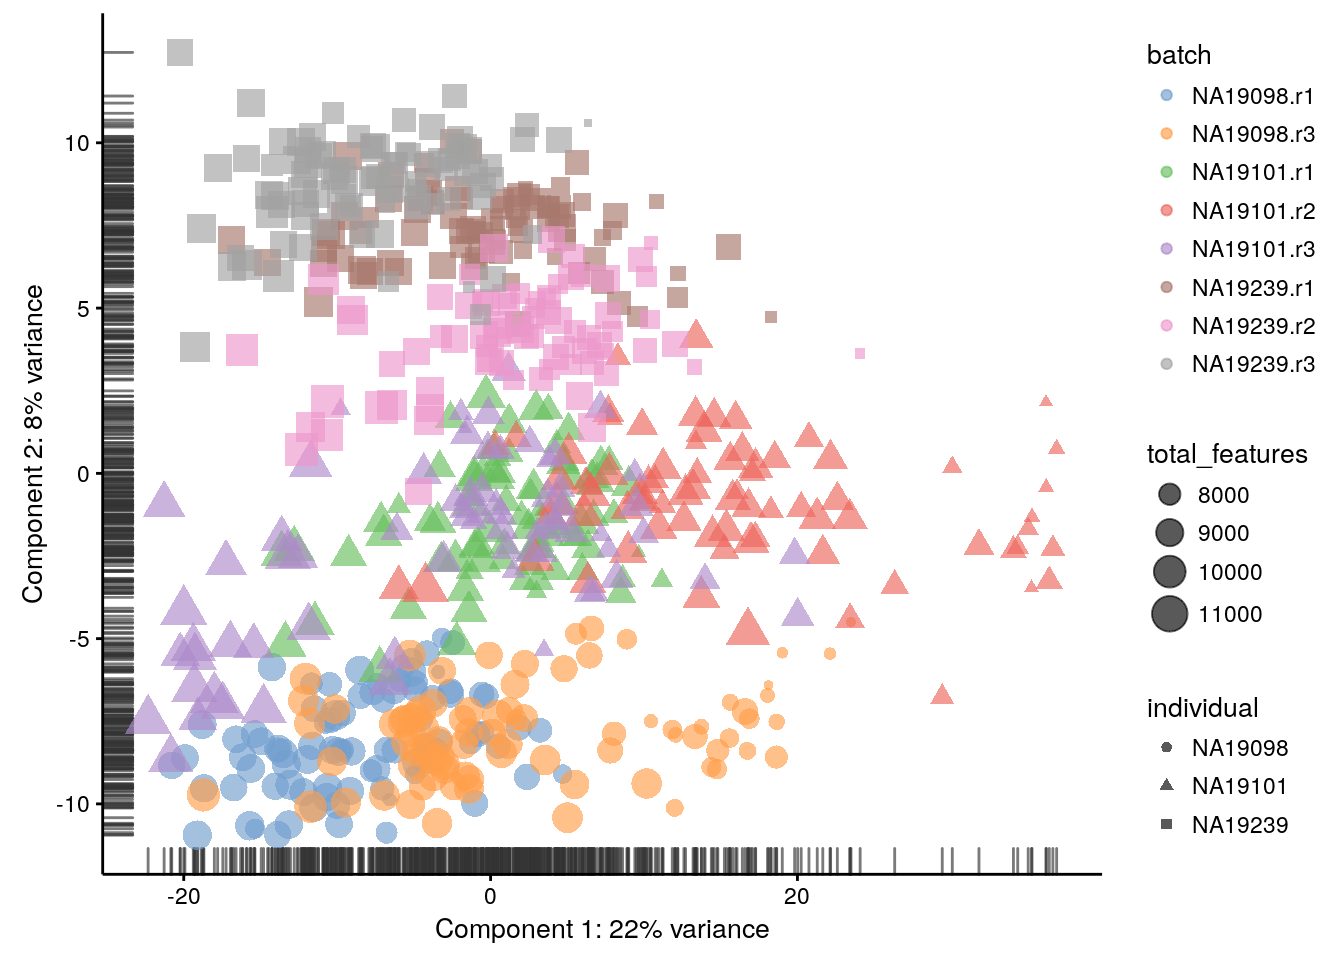 batch
NA19098.r1
NA19098.r3
NA19101.r1
NA19101.r2
NA19101.r3
NA19239.r1
NA19239.r2
NA19239.r3
total_features
8000
9000
10000
11000
individual
NA19098
NA19101
NA19239
Component 2: 8% variance
10
5
0
-5
-10
-20
0
20
Component 1: 22% variance